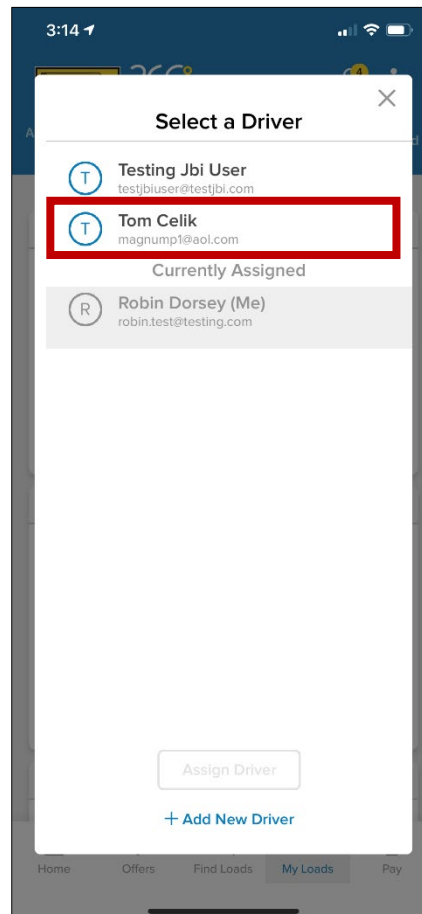 3:14
Select a Driver
T
Testing Jbi User
testjbiuser@testjbi.com
T
Tom Celik
magnump1@aol.com
Currently Assigned
R
Robin Dorsey (Me)
robin.test@testing.com
Assign Driver
+ Add New Driver
Home Offers Find Loads My Loads Pay